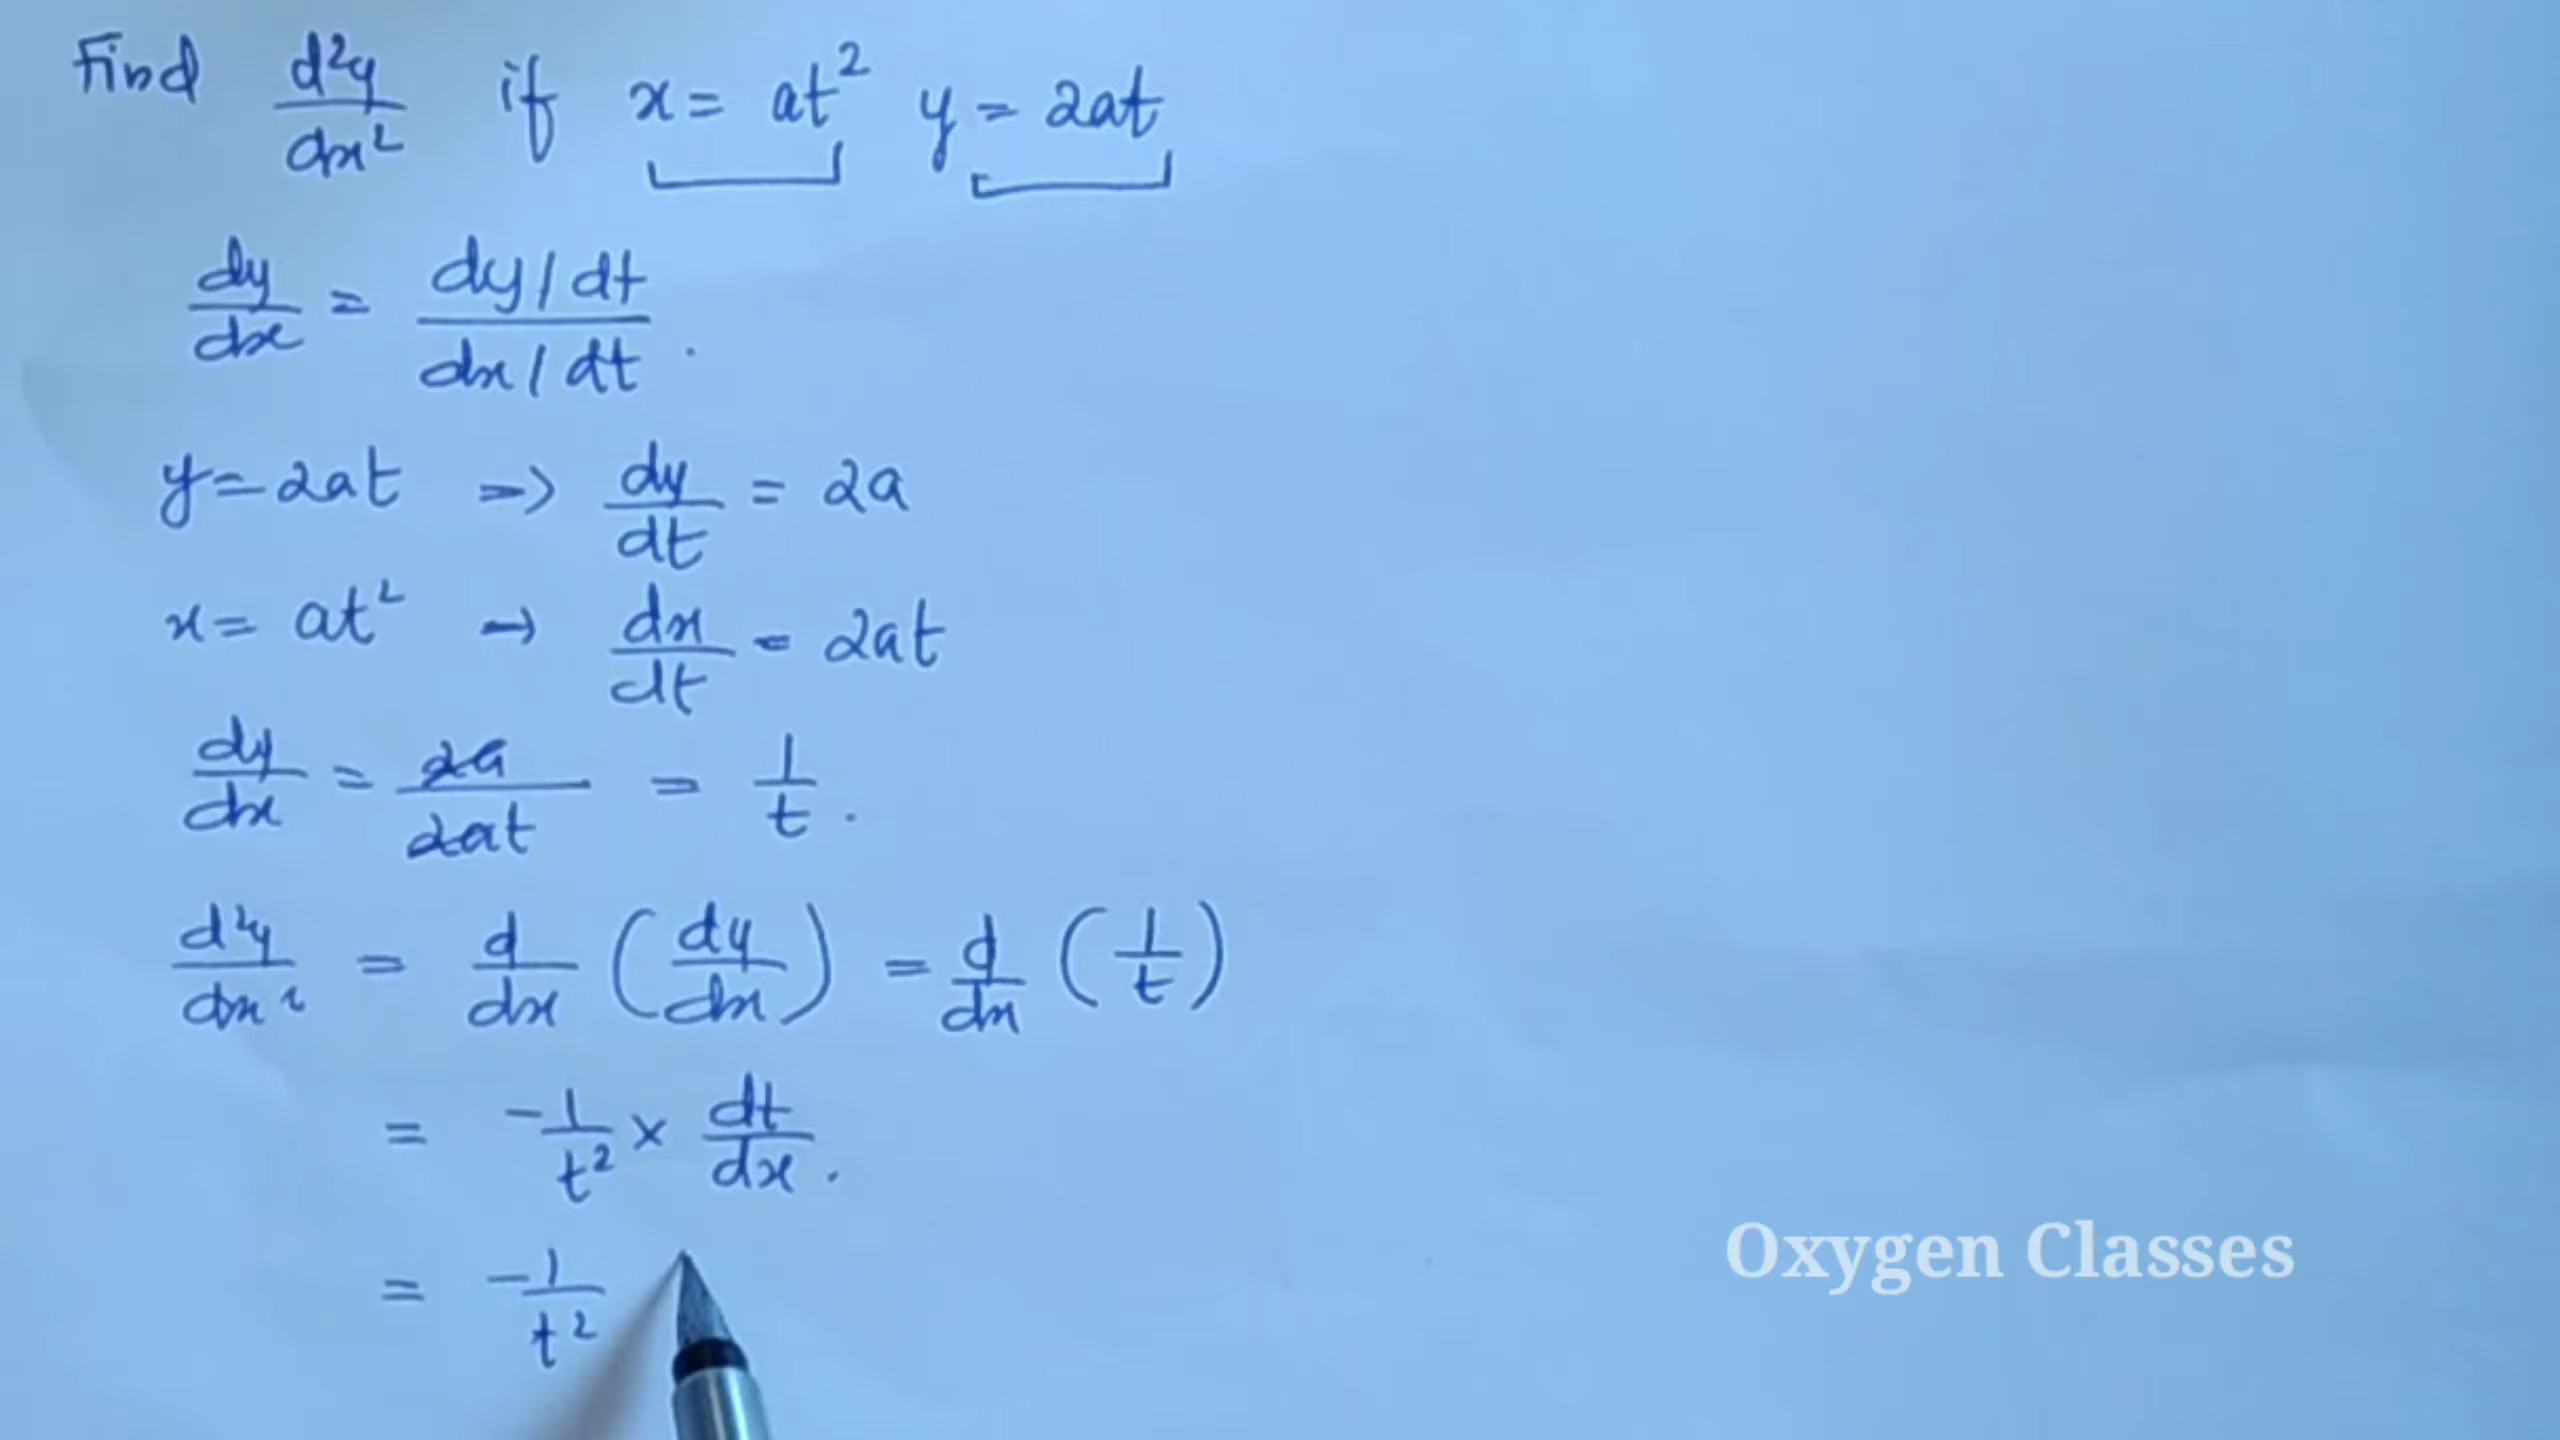 Find d²y/dx² if x = at² y = 2at
dy/dx = (dy/dt)/(dx/dt).
y = 2at => dy/dt = 2a
x = at² → dx/dt = 2at
dy/dx = 2a/2at = 1/t.
d²y/dx² = d/dx (dy/dx) = d/dx (1/t)
= -1/t² × dt/dx.
= -1/t²
Oxygen Classes